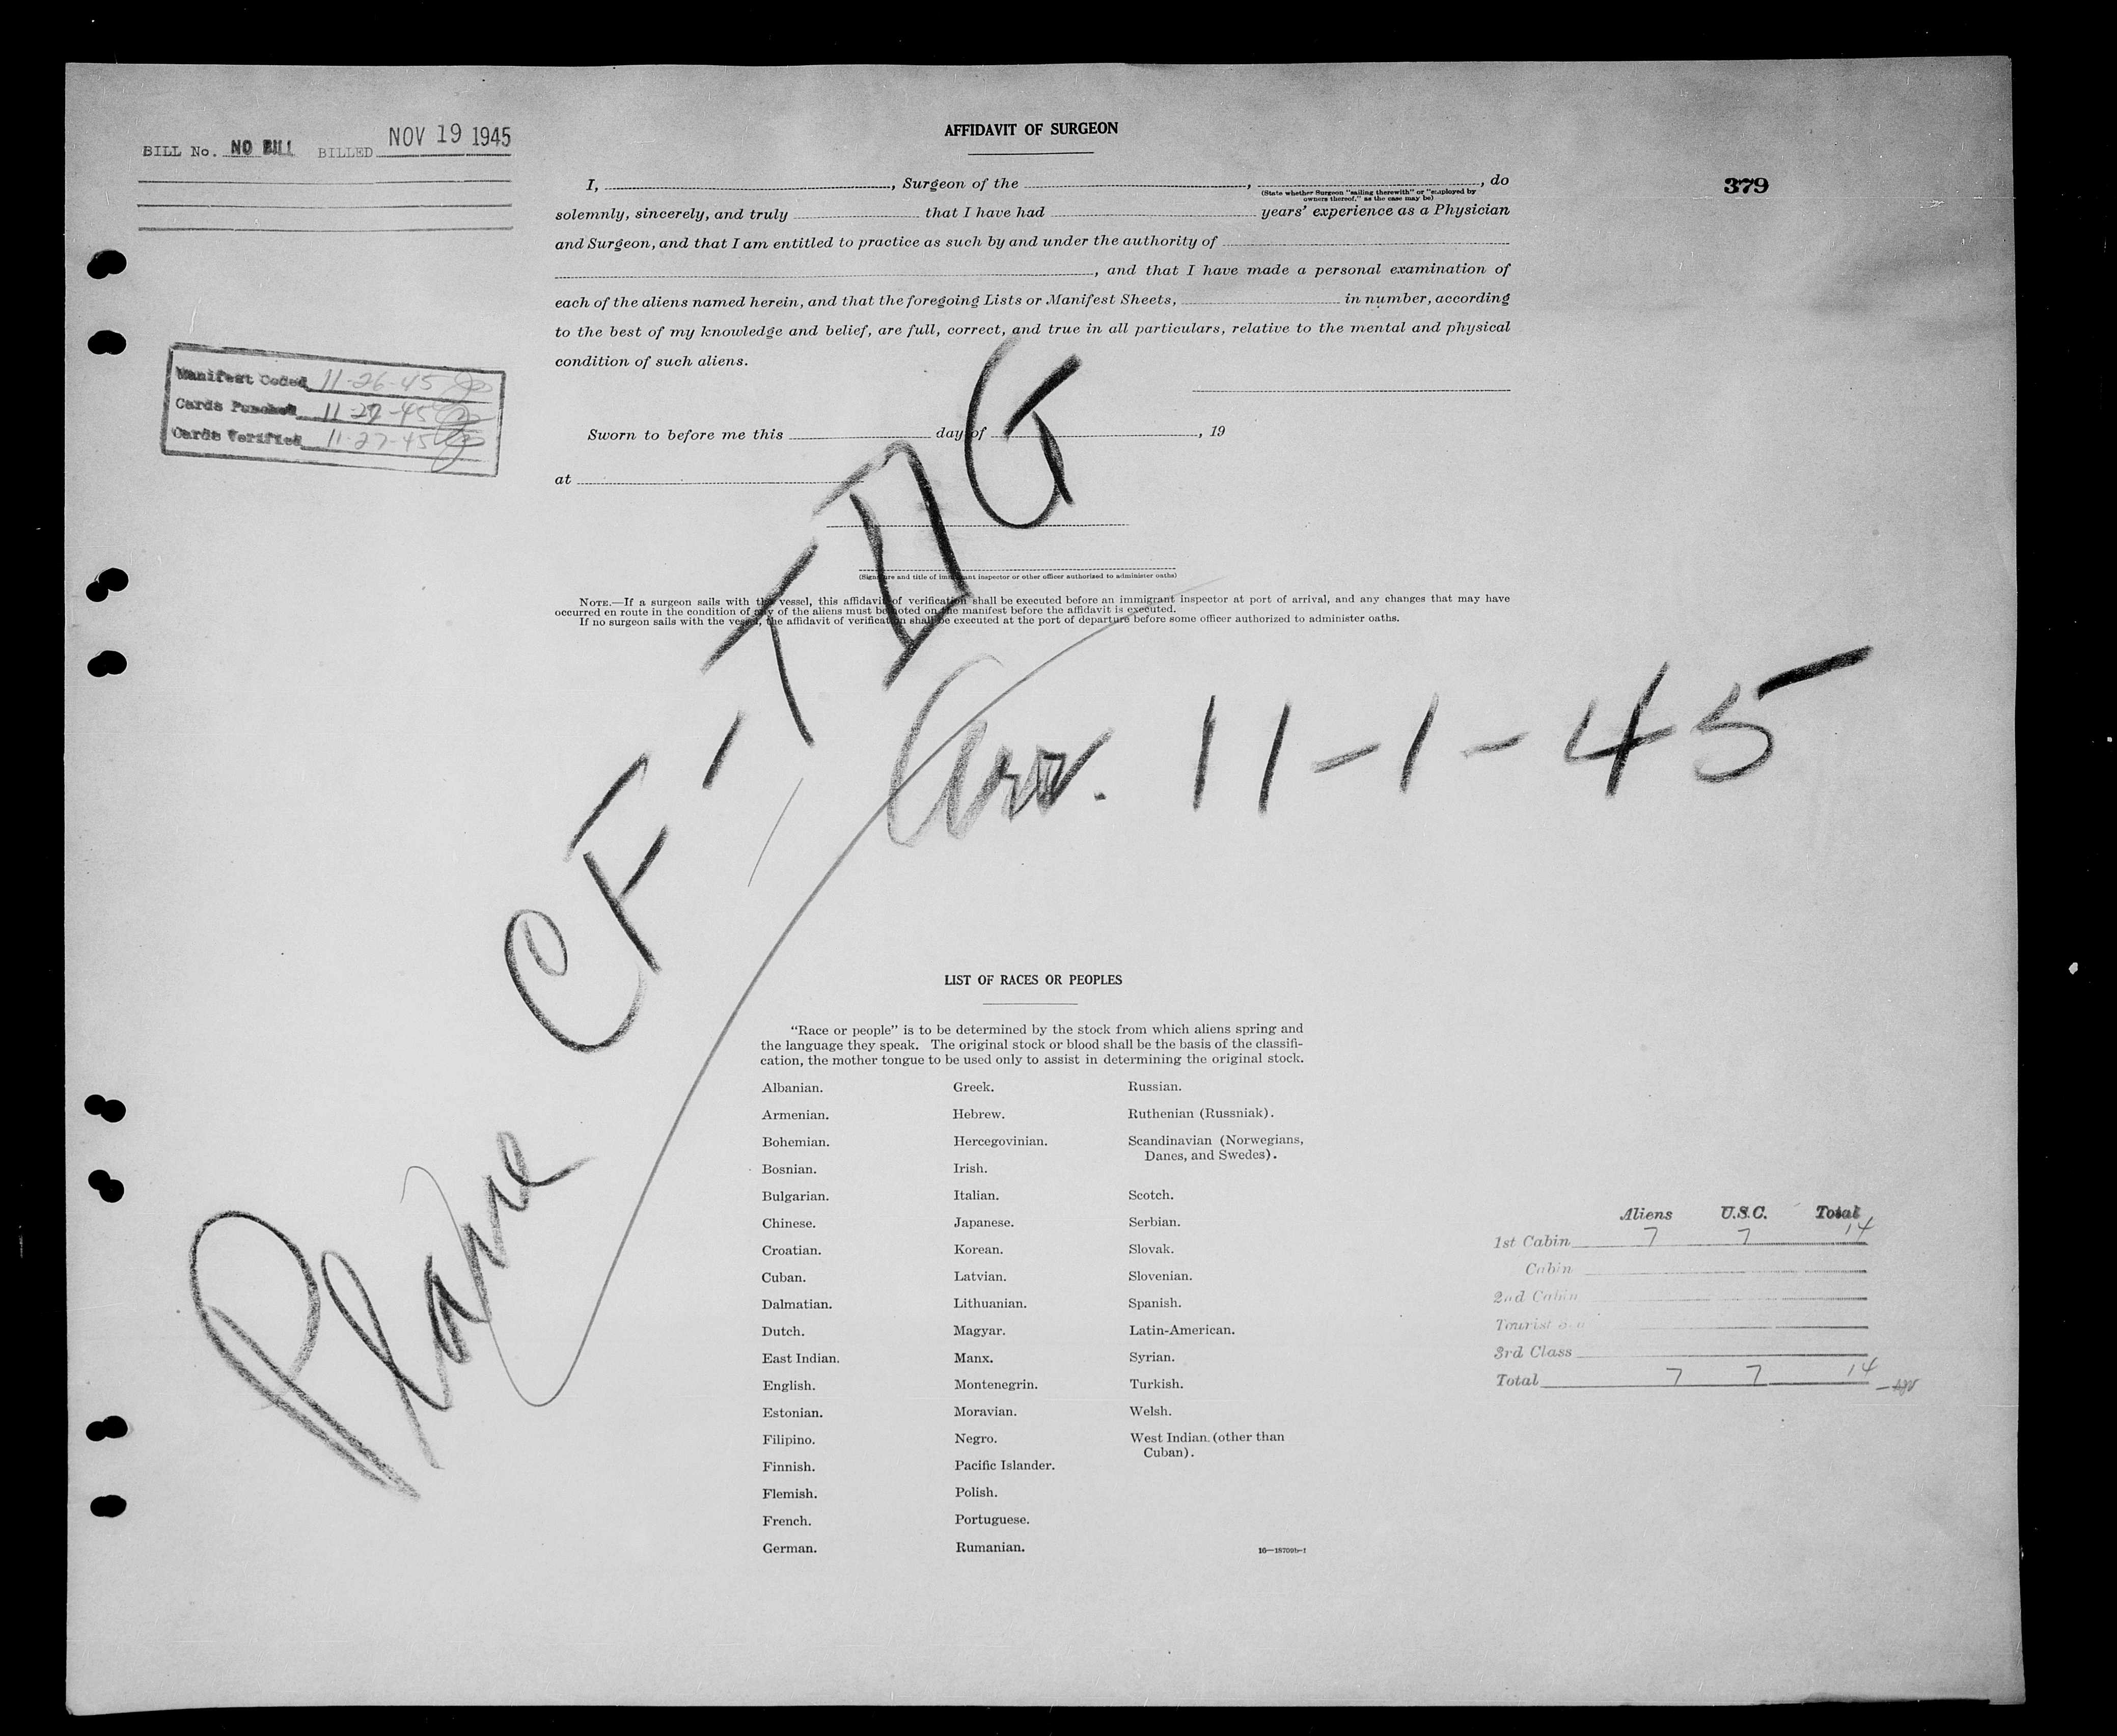 BILL No. NO BILL BILLED NOV 19 1945
AFFIDAVIT OF SURGEON
379
I, , Surgeon of the , , do
(State whether Surgeon "sailing therewith" or "employed by
owners thereof," as the case may be)
solemnly, sincerely, and truly that I have had years' experience as a Physician
and Surgeon, and that I am entitled to practice as such by and under the authority of
, and that I have made a personal examination of
each of the aliens named herein, and that the foregoing Lists or Manifest Sheets, in number, according
to the best of my knowledge and belief, are full, correct, and true in all particulars, relative to the mental and physical
condition of such aliens.
Manifest Coded 11-26-45
Cards Punched 11-27-45
Cards Verified 11-27-45
Sworn to before me this day of , 19
at
(Signature and title of immigrant inspector or other officer authorized to administer oaths)
NOTE.—If a surgeon sails with the vessel, this affidavit of verification shall be executed before an immigrant inspector at port of arrival, and any changes that may have
occurred en route in the condition of any of the aliens must be noted on the manifest before the affidavit is executed.
If no surgeon sails with the vessel, the affidavit of verification shall be executed at the port of departure before some officer authorized to administer oaths.
Plane CF-TDG
Arr. 11-1-45
LIST OF RACES OR PEOPLES
"Race or people" is to be determined by the stock from which aliens spring and
the language they speak. The original stock or blood shall be the basis of the classifi-
cation, the mother tongue to be used only to assist in determining the original stock.
Albanian. Greek. Russian.
Armenian. Hebrew. Ruthenian (Russniak).
Bohemian. Hercegovinian. Scandinavian (Norwegians,
Danes, and Swedes).
Bosnian. Irish.
Bulgarian. Italian. Scotch.
Chinese. Japanese. Serbian.
Croatian. Korean. Slovak.
Cuban. Latvian. Slovenian.
Dalmatian. Lithuanian. Spanish.
Dutch. Magyar. Latin-American.
East Indian. Manx. Syrian.
English. Montenegrin. Turkish.
Estonian. Moravian. Welsh.
Filipino. Negro. West Indian (other than
Cuban).
Finnish. Pacific Islander.
Flemish. Polish.
French. Portuguese.
German. Rumanian.
16—18709b-1
Aliens U.S.C. Total
1st Cabin 7 7 14
Cabin
2nd Cabin
Tourist
3rd Class
Total 7 7 14